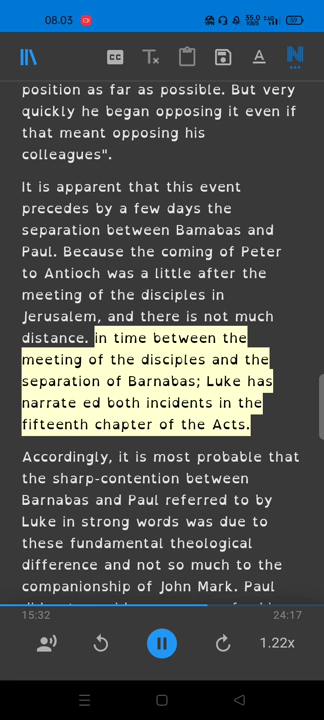 08.03
35.0
KB/S
CC
T×
A
N
position as far as possible. But very
quickly he began opposing it even if
that meant opposing his
colleagues".
It is apparent that this event
precedes by a few days the
separation between Bamabas and
Paul. Because the coming of Peter
to Antioch was a little after the
meeting of the disciples in
Jerusalem, and there is not much
distance. in time between the
meeting of the disciples and the
separation of Barnabas; Luke has
narrate ed both incidents in the
fifteenth chapter of the Acts.
Accordingly, it is most probable that
the sharp-contention between
Barnabas and Paul referred to by
Luke in strong words was due to
these fundamental theological
difference and not so much to the
companionship of John Mark. Paul
15:32
24:17
1.22x